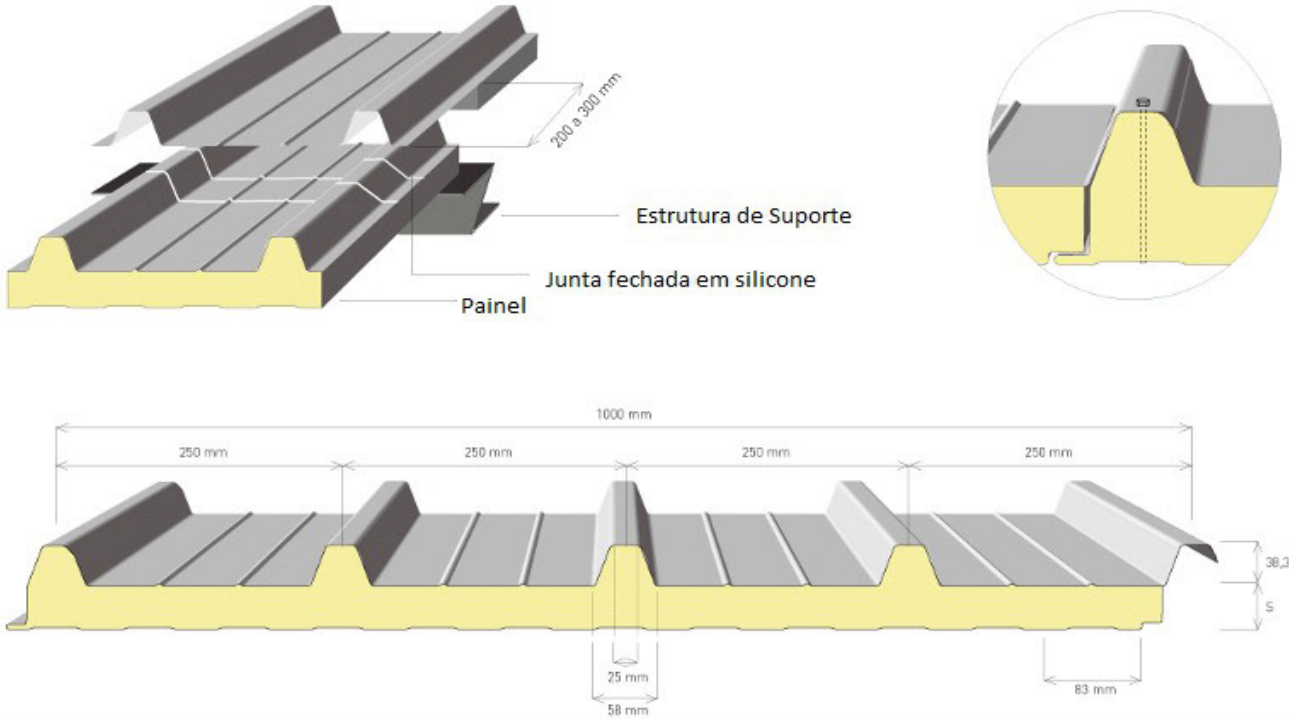 200 a 300 mm
Estrutura de Suporte
Junta fechada em silicone
Painel
1000 mm
250 mm
250 mm
250 mm
250 mm
38,3
S
25 mm
83 mm
58 mm